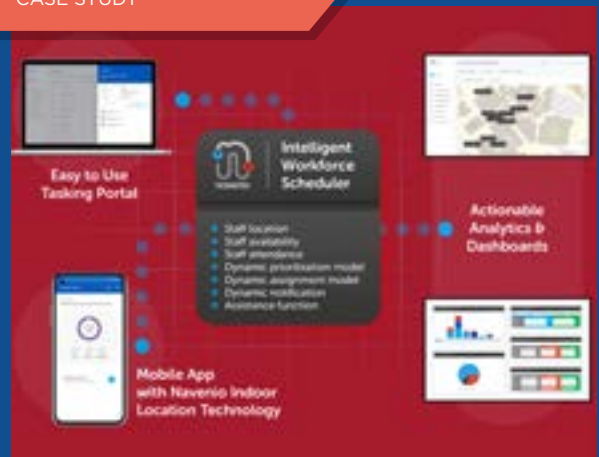 CASE STUDY
Easy to Use
Tasking Portal
NAVENIO
Intelligent
Workforce
Scheduler
Staff location
Staff availability
Staff attendance
Dynamic prioritisation model
Dynamic assignment model
Dynamic notification
Assistance function
Actionable
Analytics &
Dashboards
Mobile App
with Navenio Indoor
Location Technology